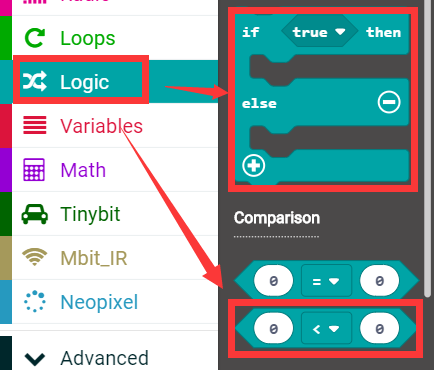 Loops
Logic
Variables
Math
Tinybit
Mbit_IR
Neopixel
Advanced
if true then
else
Comparison
0 = 0
0 < 0